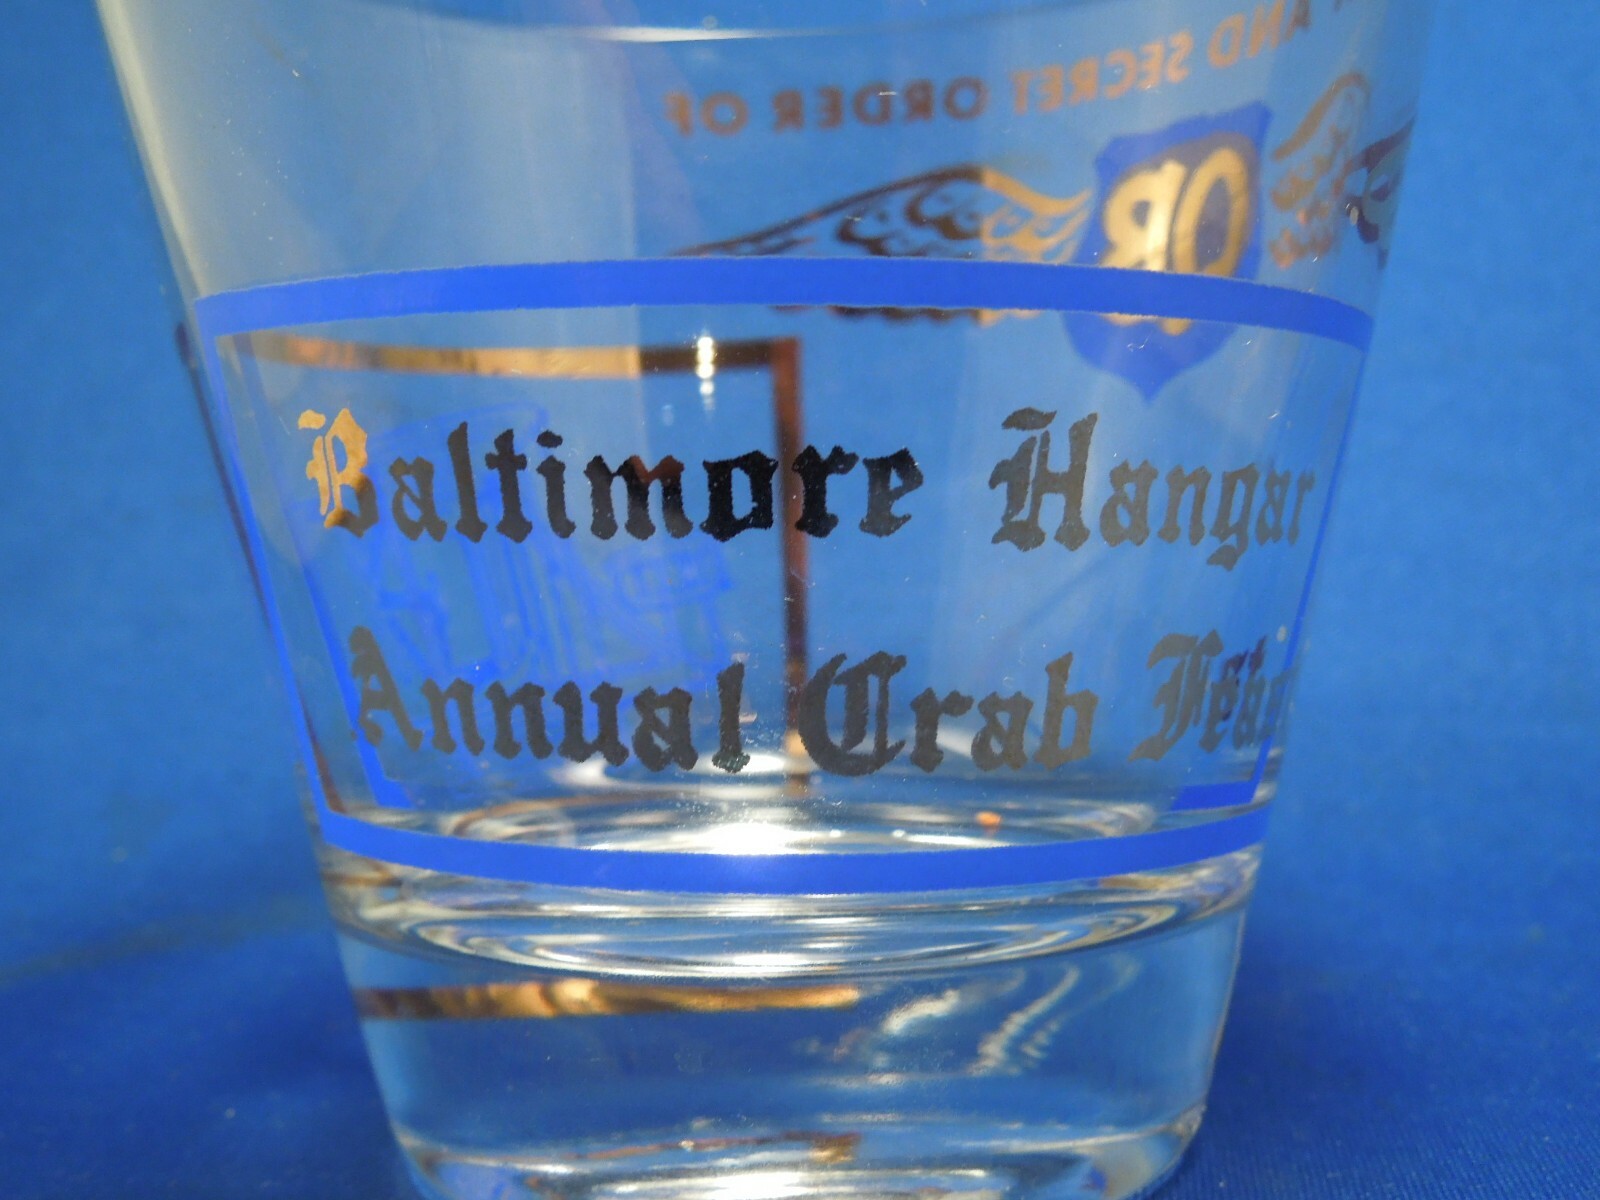 AND SECRET ORDER OF
QB
Baltimore Hangar
Annual Crab